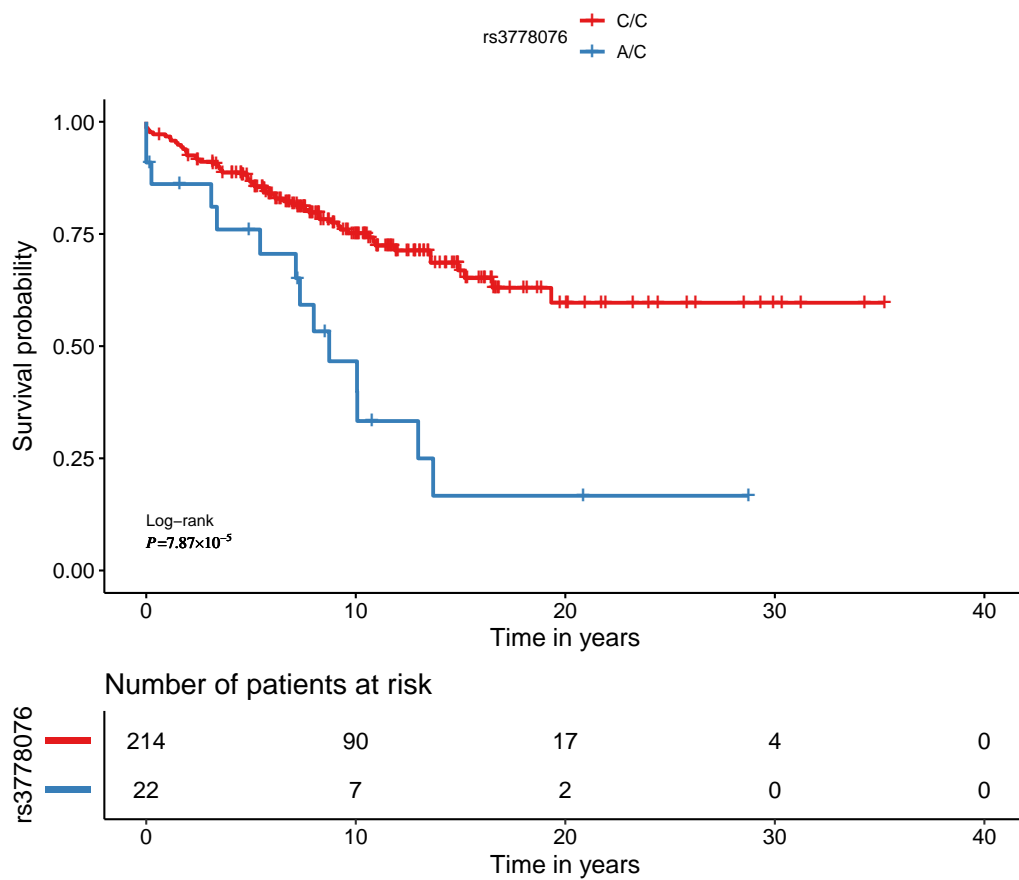 rs3778076
C/C
A/C
Survival probability
1.00
0.75
0.50
0.25
0.00
Log−rank
P=7.87×10⁻⁵
0 10 20 30 40
Time in years
Number of patients at risk
rs3778076
214 90 17 4 0
22 7 2 0 0
0 10 20 30 40
Time in years